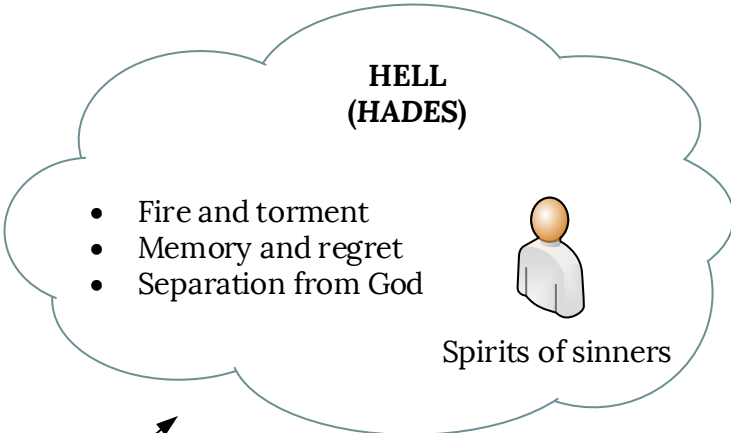 HELL
(HADES)
• Fire and torment
• Memory and regret
• Separation from God
Spirits of sinners